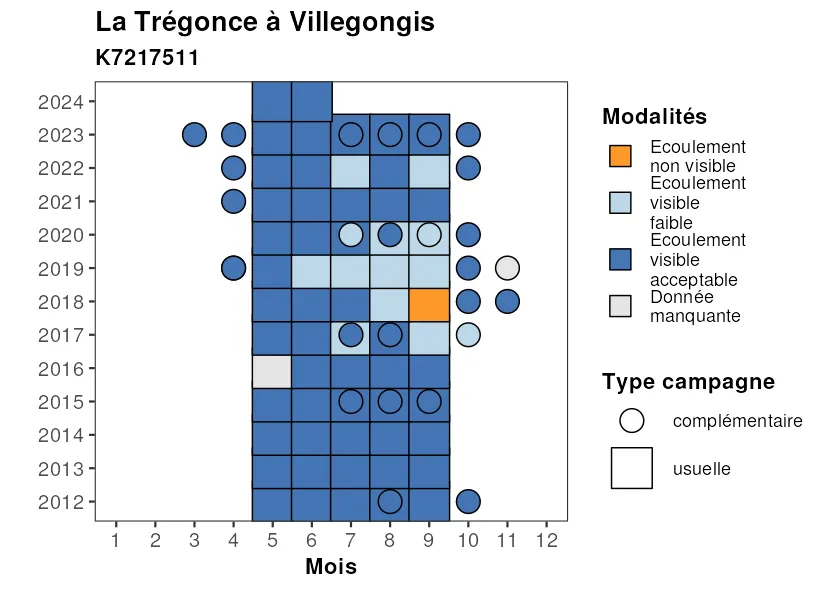 La Trégonce à Villegongis
K7217511
2024
2023
2022
2021
2020
2019
2018
2017
2016
2015
2014
2013
2012
1 2 3 4 5 6 7 8 9 10 11 12
Mois
Modalités
Ecoulement
non visible
Ecoulement
visible
faible
Ecoulement
visible
acceptable
Donnée
manquante
Type campagne
complémentaire
usuelle